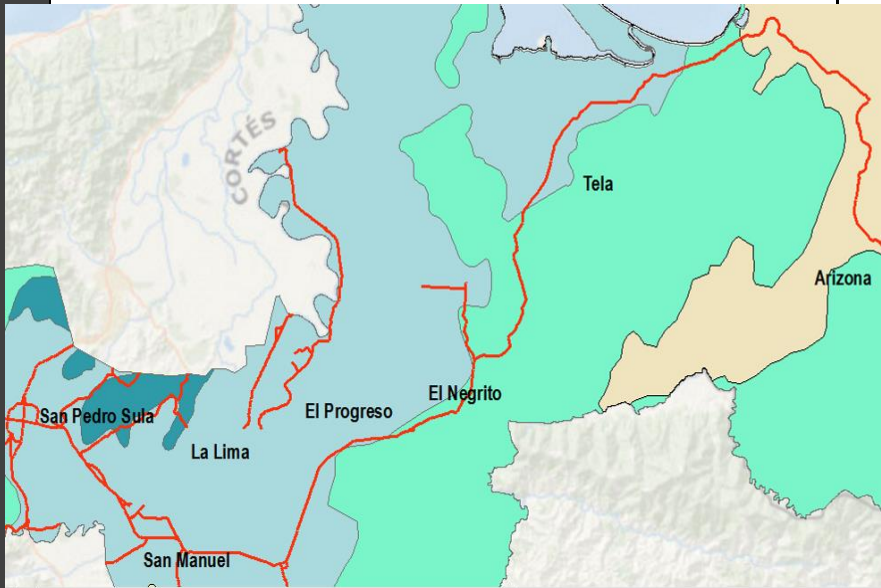 CORTÉS
Tela
Arizona
El Negrito
El Progreso
San Pedro Sula
La Lima
San Manuel